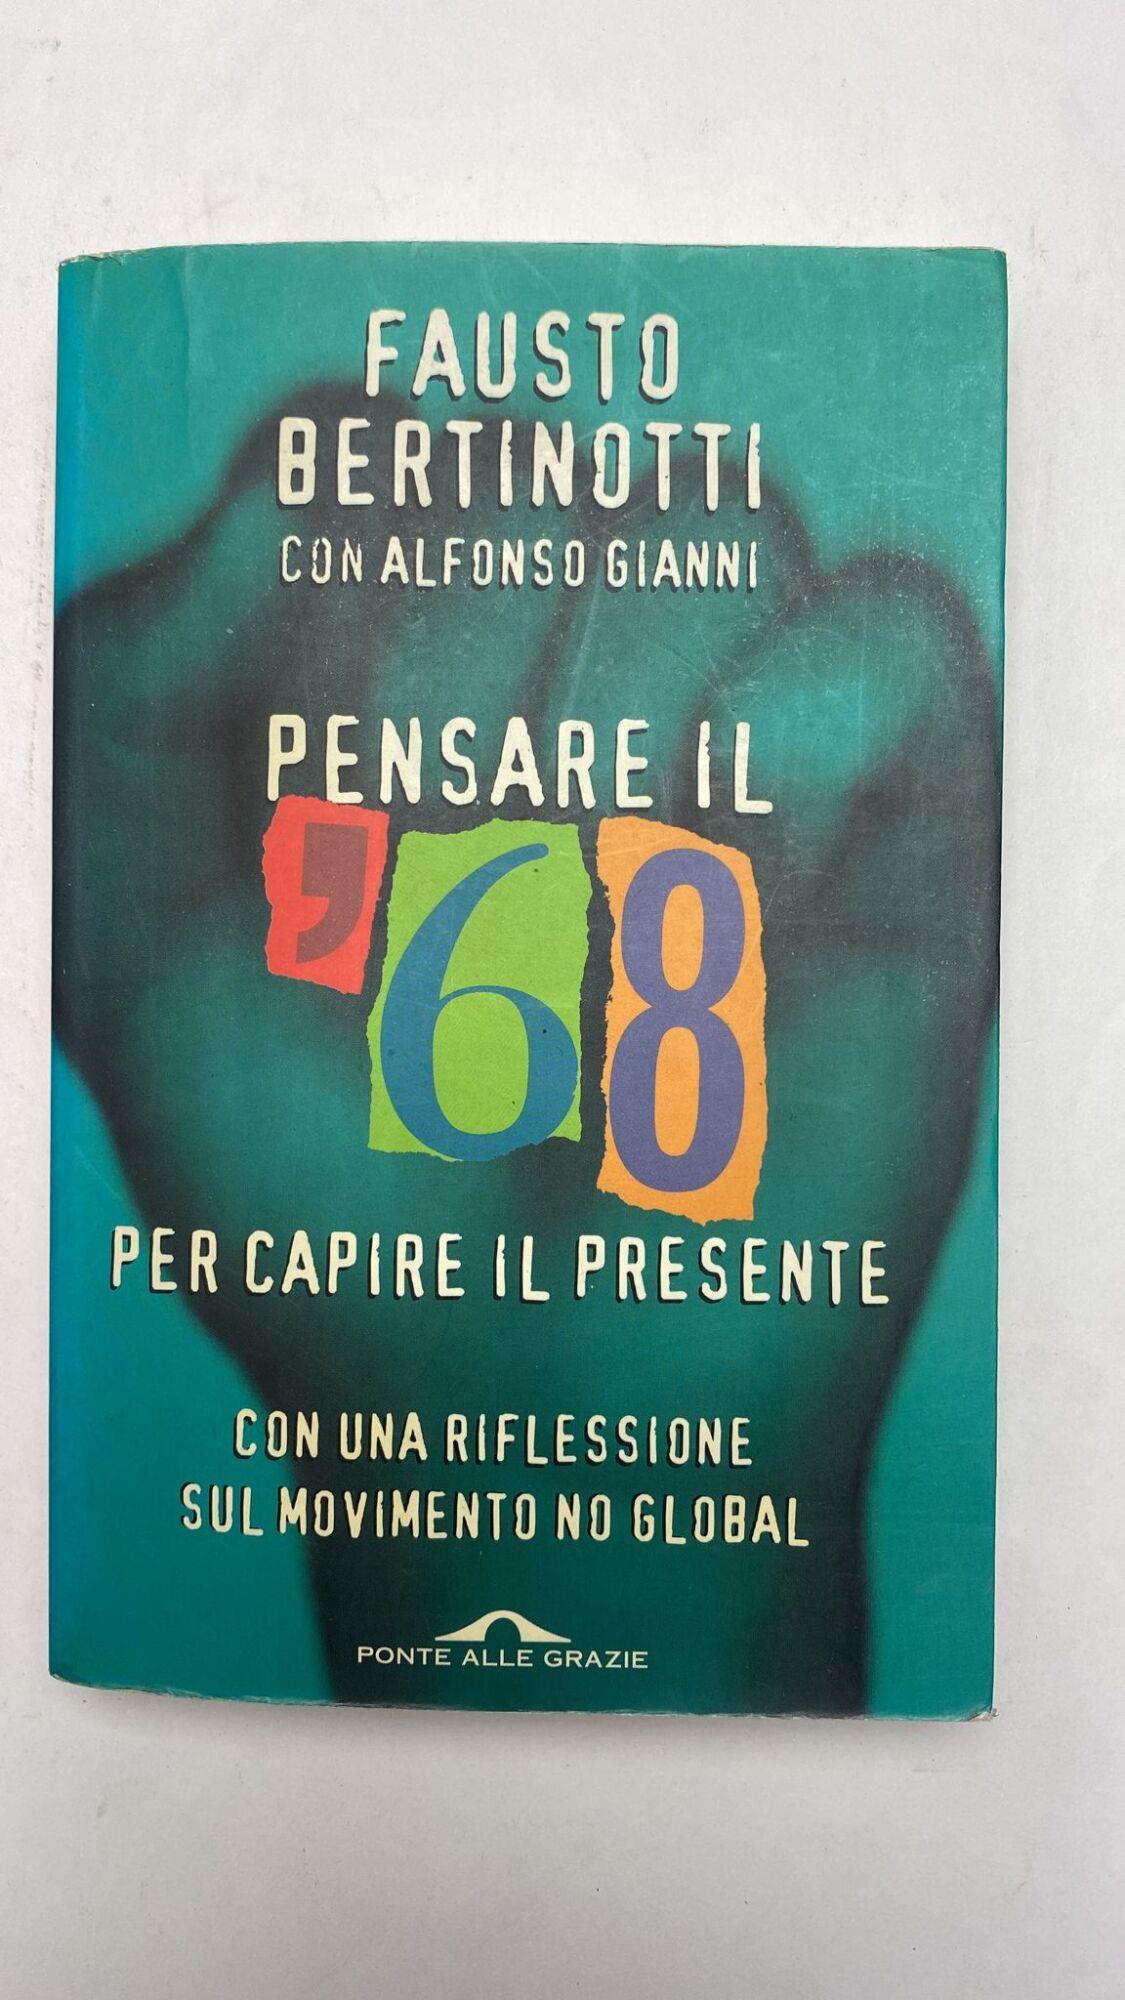 FAUSTO
BERTINOTTI
CON ALFONSO GIANNI
PENSARE IL
'68
PER CAPIRE IL PRESENTE
CON UNA RIFLESSIONE
SUL MOVIMENTO NO GLOBAL
PONTE ALLE GRAZIE